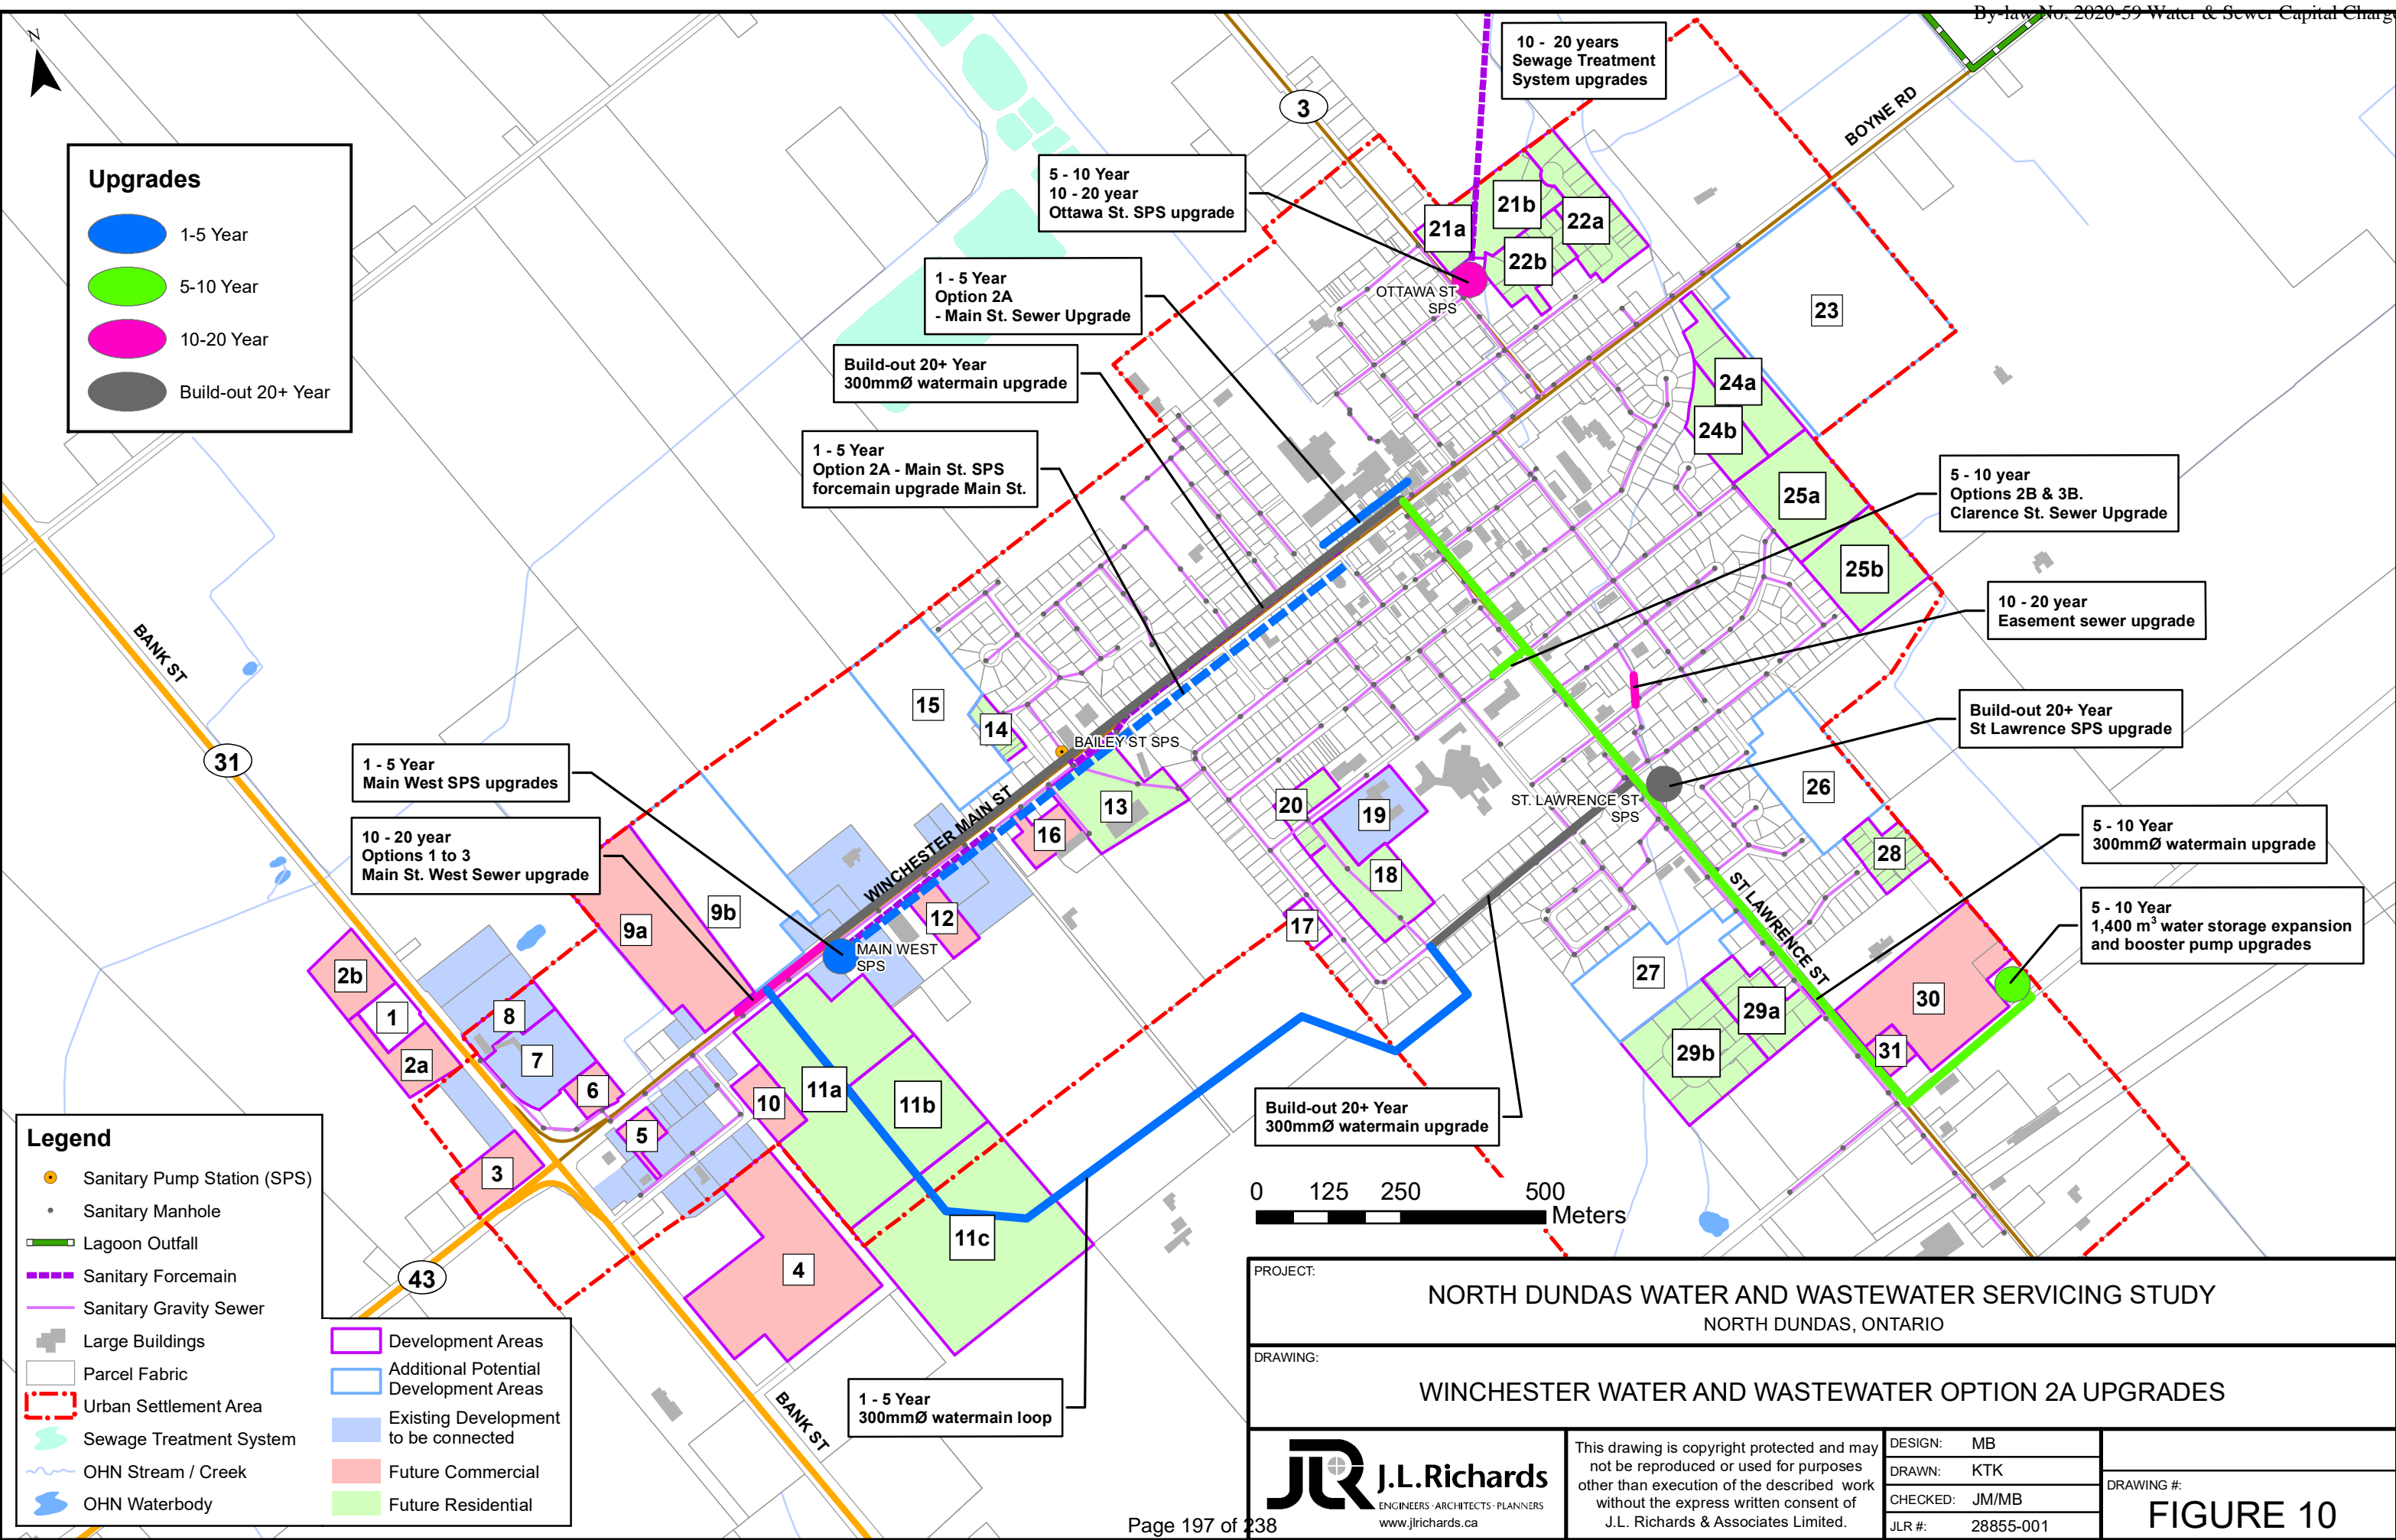 By-law No. 2020-59 Water & Sewer Capital Charg
N
Upgrades
1-5 Year
5-10 Year
10-20 Year
Build-out 20+ Year
10 - 20 years
Sewage Treatment
System upgrades
3
BOYNE RD
5 - 10 Year
10 - 20 year
Ottawa St. SPS upgrade
21a
21b
22a
22b
OTTAWA ST
SPS
1 - 5 Year
Option 2A
- Main St. Sewer Upgrade
23
Build-out 20+ Year
300mmØ watermain upgrade
24a
24b
1 - 5 Year
Option 2A - Main St. SPS
forcemain upgrade Main St.
25a
25b
5 - 10 year
Options 2B & 3B.
Clarence St. Sewer Upgrade
10 - 20 year
Easement sewer upgrade
BANK ST
31
15
14
BAILEY ST SPS
13
16
Build-out 20+ Year
St Lawrence SPS upgrade
26
1 - 5 Year
Main West SPS upgrades
10 - 20 year
Options 1 to 3
Main St. West Sewer upgrade
WINCHESTER MAIN ST
20
19
18
17
ST. LAWRENCE ST
SPS
5 - 10 Year
300mmØ watermain upgrade
28
ST LAWRENCE ST
5 - 10 Year
1,400 m³ water storage expansion
and booster pump upgrades
9a
9b
12
MAIN WEST
SPS
27
29a
29b
30
31
2b
1
2a
8
7
6
5
3
10
11a
11b
11c
4
43
Build-out 20+ Year
300mmØ watermain upgrade
0 125 250 500
Meters
1 - 5 Year
300mmØ watermain loop
BANK ST
Legend
Sanitary Pump Station (SPS)
Sanitary Manhole
Lagoon Outfall
Sanitary Forcemain
Sanitary Gravity Sewer
Large Buildings
Parcel Fabric
Urban Settlement Area
Sewage Treatment System
OHN Stream / Creek
OHN Waterbody
Development Areas
Additional Potential
Development Areas
Existing Development
to be connected
Future Commercial
Future Residential
PROJECT:
NORTH DUNDAS WATER AND WASTEWATER SERVICING STUDY
NORTH DUNDAS, ONTARIO
DRAWING:
WINCHESTER WATER AND WASTEWATER OPTION 2A UPGRADES
JLR J.L.Richards
ENGINEERS · ARCHITECTS · PLANNERS
www.jlrichards.ca
This drawing is copyright protected and may
not be reproduced or used for purposes
other than execution of the described work
without the express written consent of
J.L. Richards & Associates Limited.
DESIGN: MB
DRAWN: KTK
CHECKED: JM/MB
JLR #: 28855-001
DRAWING #:
FIGURE 10
Page 197 of 238